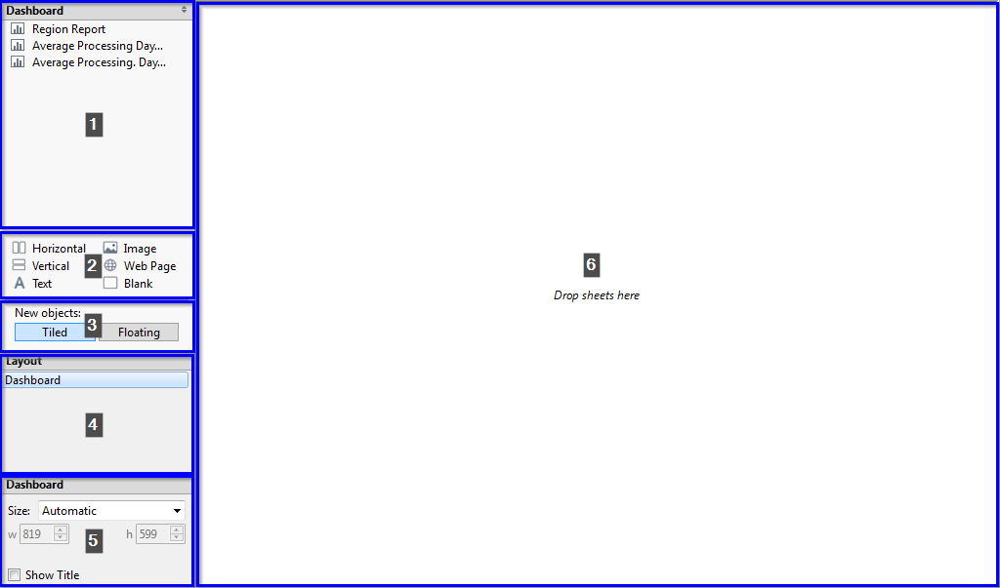 Dashboard
Region Report
Average Processing Day...
Average Processing. Day...
1
Horizontal Image
2
Vertical Web Page
Text Blank
New objects:
3
Tiled Floating
Layout
Dashboard
4
Dashboard
Size: Automatic
w 819 h 599
5
Show Title
6
Drop sheets here